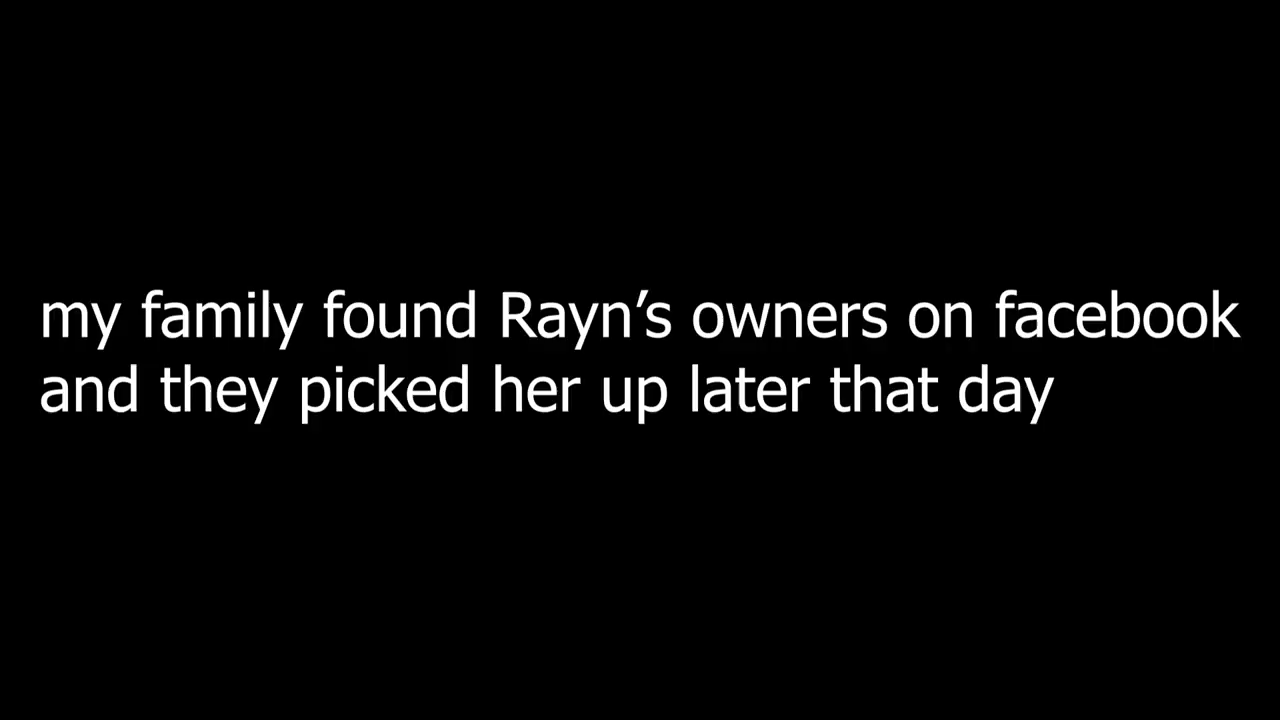 my family found Rayn’s owners on facebook
and they picked her up later that day